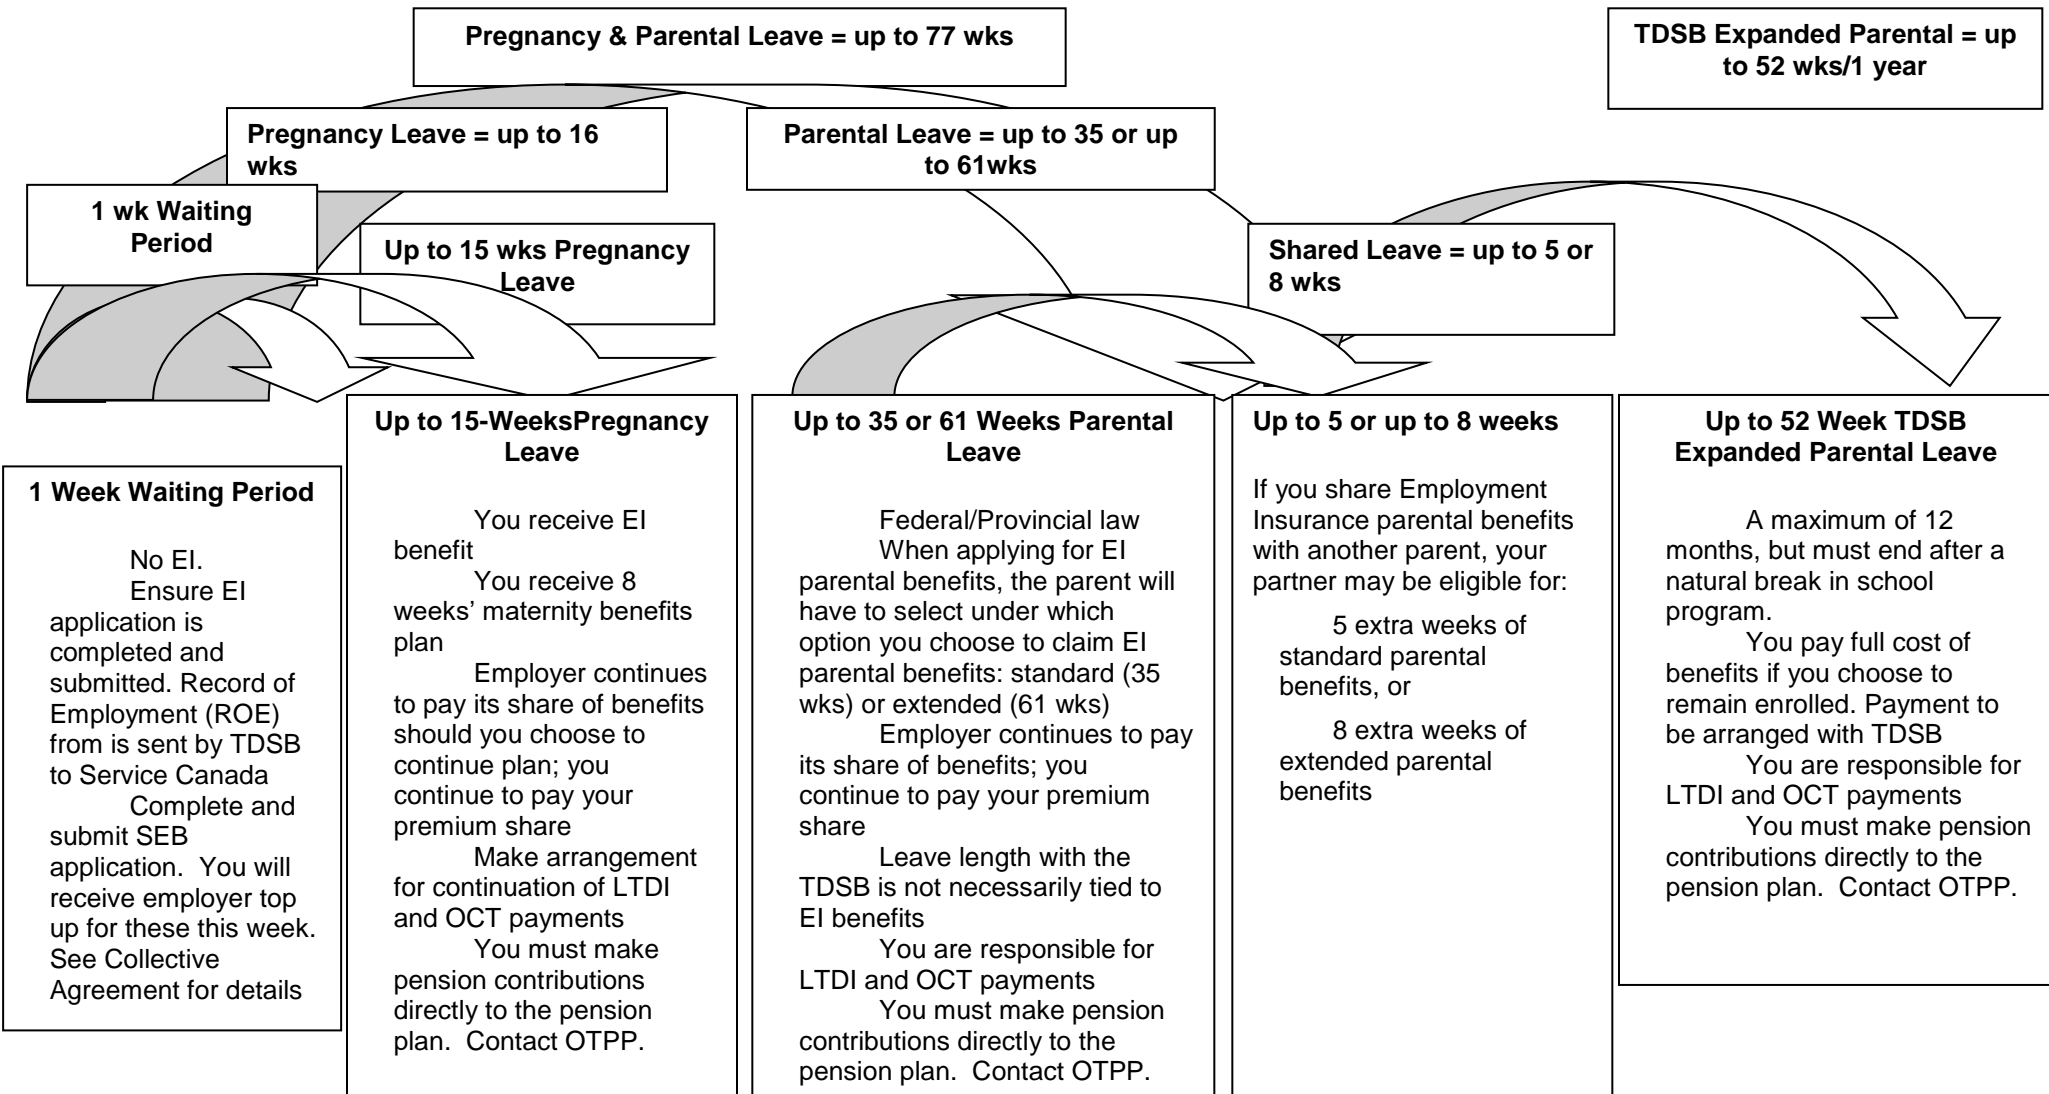 Pregnancy & Parental Leave = up to 77 wks
TDSB Expanded Parental = up
to 52 wks/1 year
Pregnancy Leave = up to 16
wks
Parental Leave = up to 35 or up
to 61wks
1 wk Waiting
Period
Up to 15 wks Pregnancy
Leave
Shared Leave = up to 5 or
8 wks
1 Week Waiting Period
No EI.
Ensure EI
application is
completed and
submitted. Record of
Employment (ROE)
from is sent by TDSB
to Service Canada
Complete and
submit SEB
application.  You will
receive employer top
up for these this week.
See Collective
Agreement for details
Up to 15-WeeksPregnancy
Leave
You receive EI
benefit
You receive 8
weeks’ maternity benefits
plan
Employer continues
to pay its share of benefits
should you choose to
continue plan; you
continue to pay your
premium share
Make arrangement
for continuation of LTDI
and OCT payments
You must make
pension contributions
directly to the pension
plan.  Contact OTPP.
Up to 35 or 61 Weeks Parental
Leave
Federal/Provincial law
When applying for EI
parental benefits, the parent will
have to select under which
option you choose to claim EI
parental benefits: standard (35
wks) or extended (61 wks)
Employer continues to pay
its share of benefits; you
continue to pay your premium
share
Leave length with the
TDSB is not necessarily tied to
EI benefits
You are responsible for
LTDI and OCT payments
You must make pension
contributions directly to the
pension plan.  Contact OTPP.
Up to 5 or up to 8 weeks
If you share Employment
Insurance parental benefits
with another parent, your
partner may be eligible for:
5 extra weeks of
standard parental
benefits, or
8 extra weeks of
extended parental
benefits
Up to 52 Week TDSB
Expanded Parental Leave
A maximum of 12
months, but must end after a
natural break in school
program.
You pay full cost of
benefits if you choose to
remain enrolled. Payment to
be arranged with TDSB
You are responsible for
LTDI and OCT payments
You must make pension
contributions directly to the
pension plan.  Contact OTPP.